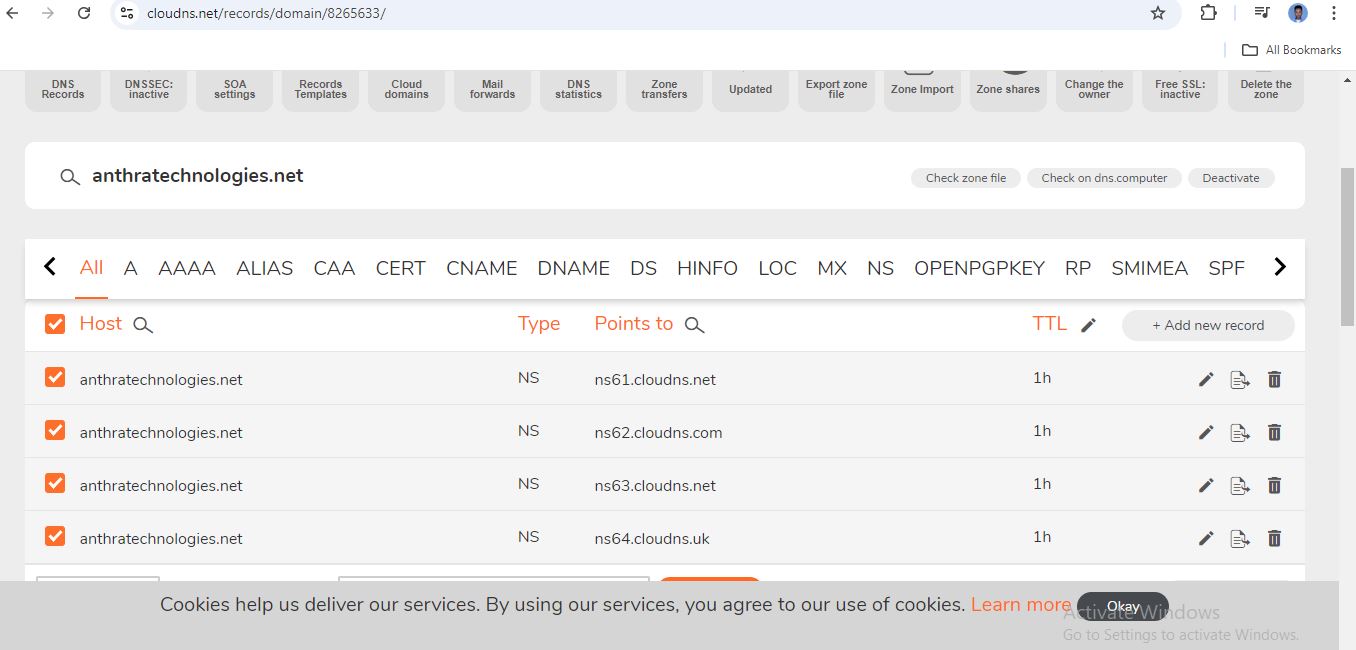 cloudns.net/records/domain/8265633/
All Bookmarks
DNS Records
DNSSEC: inactive
SOA settings
Records Templates
Cloud domains
Mail forwards
DNS statistics
Zone transfers
Updated
Export zone file
Zone Import
Zone shares
Change the owner
Free SSL: inactive
Delete the zone
anthratechnologies.net
Check zone file
Check on dns.computer
Deactivate
All A AAAA ALIAS CAA CERT CNAME DNAME DS HINFO LOC MX NS OPENPGPKEY RP SMIMEA SPF
Host Type Points to TTL + Add new record
anthratechnologies.net NS ns61.cloudns.net 1h
anthratechnologies.net NS ns62.cloudns.com 1h
anthratechnologies.net NS ns63.cloudns.net 1h
anthratechnologies.net NS ns64.cloudns.uk 1h
Cookies help us deliver our services. By using our services, you agree to our use of cookies. Learn more Okay
Activate Windows
Go to Settings to activate Windows.